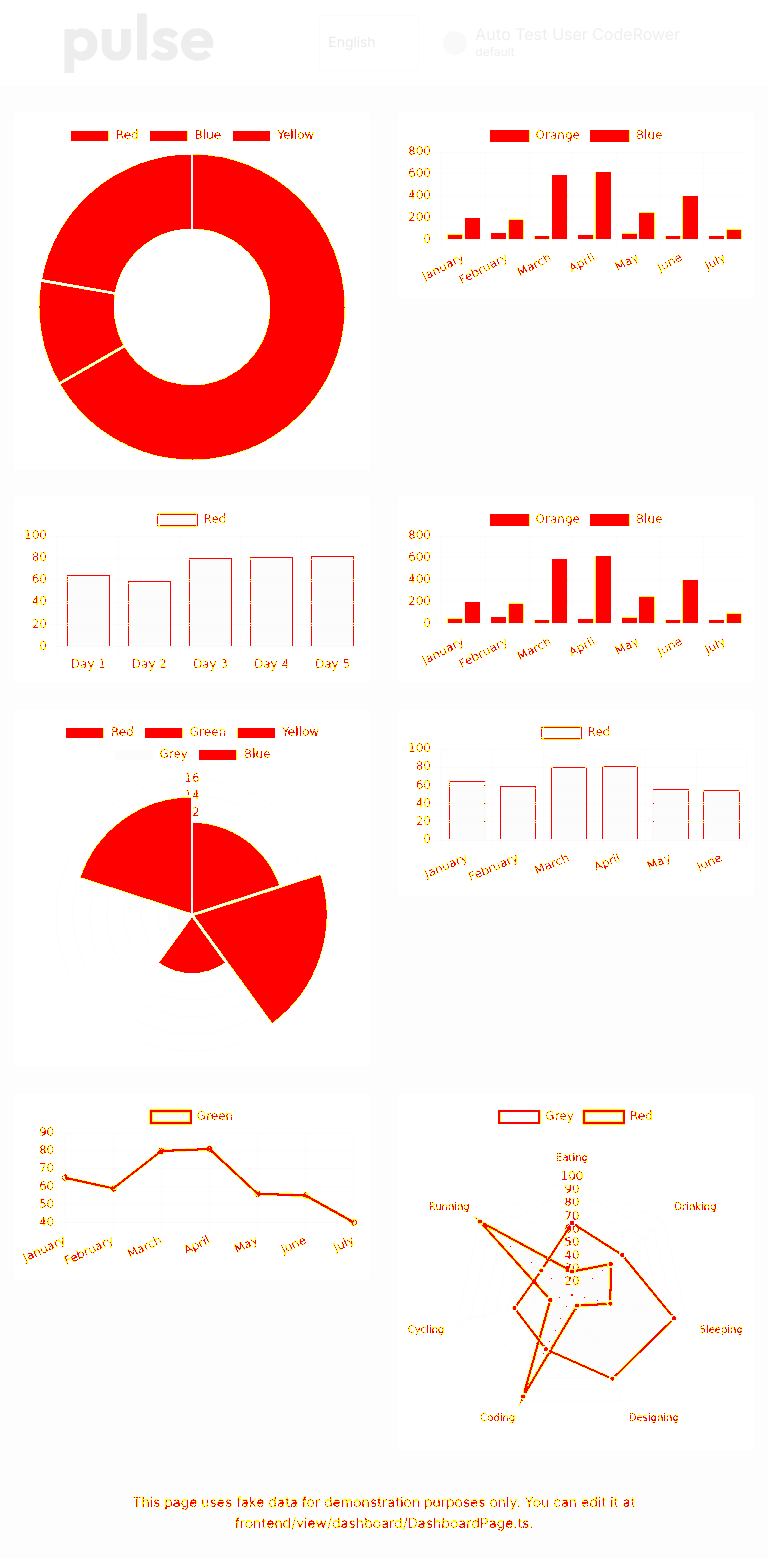 pulse
English
Auto Test User CodeRower
default
Red Blue Yellow
Orange Blue
800
600
400
200
0
January February March April May June July
Red
100
80
60
40
20
0
Day 1 Day 2 Day 3 Day 4 Day 5
Orange Blue
800
600
400
200
0
January February March April May June July
Red Green Yellow
Grey Blue
16
14
2
Red
100
80
60
40
20
0
January February March April May June
Green
90
80
70
60
50
40
January February March April May June July
Grey Red
Eating
100
90
80
70
60
50
40
30
20
Running Drinking
Cycling Sleeping
Coding Designing
This page uses fake data for demonstration purposes only. You can edit it at
frontend/view/dashboard/DashboardPage.ts.